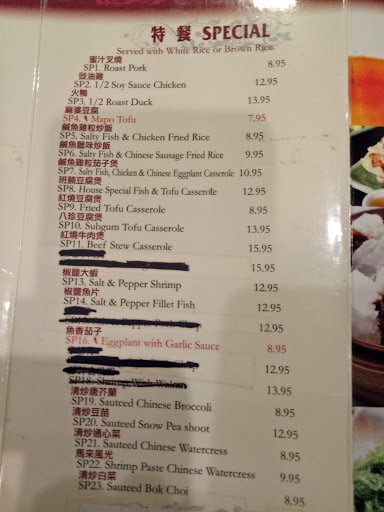 特餐 SPECIAL
Served with White Rice or Brown Rice
蜜汁叉燒
SP1. Roast Pork 8.95
豉油雞
SP2. 1/2 Soy Sauce Chicken 12.95
火鴨
SP3. 1/2 Roast Duck 13.95
麻婆豆腐
SP4. Mapo Tofu 7.95
鹹魚雞粒炒飯
SP5. Salty Fish & Chicken Fried Rice 8.95
鹹魚臘味炒飯
SP6. Salty Fish & Chinese Sausage Fried Rice 9.95
鹹魚雞粒茄子煲
SP7. Salty Fish, Chicken & Chinese Eggplant Casserole 10.95
班腩豆腐煲
SP8. House Special Fish & Tofu Casserole 12.95
紅燒豆腐煲
SP9. Fried Tofu Casserole 8.95
八珍豆腐煲
SP10. Subgum Tofu Casserole 13.95
紅燒牛肉煲
SP11. Beef Stew Casserole 15.95
15.95
椒鹽大蝦
SP13. Salt & Pepper Shrimp 12.95
椒鹽魚片
SP14. Salt & Pepper Fillet Fish 12.95
12.95
魚香茄子
SP16. Eggplant with Garlic Sauce 8.95
12.95
SP18. Shrimp With 13.95
清炒唐芥蘭
SP19. Sauteed Chinese Broccoli 8.95
清炒豆苗
SP20. Sauteed Snow Pea shoot 12.95
清炒通心菜
SP21. Sauteed Chinese Watercress 8.95
馬來風光
SP22. Shrimp Paste Chinese Watercress 9.95
清炒白菜
SP23. Sauteed Bok Choi 8.95